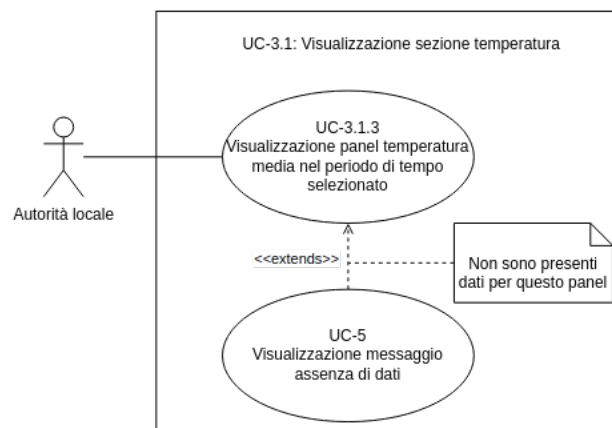 UC-3.1: Visualizzazione sezione temperatura
UC-3.1.3
Visualizzazione panel temperatura
media nel periodo di tempo
selezionato
Autorità locale
<<extends>>
Non sono presenti
dati per questo panel
UC-5
Visualizzazione messaggio
assenza di dati